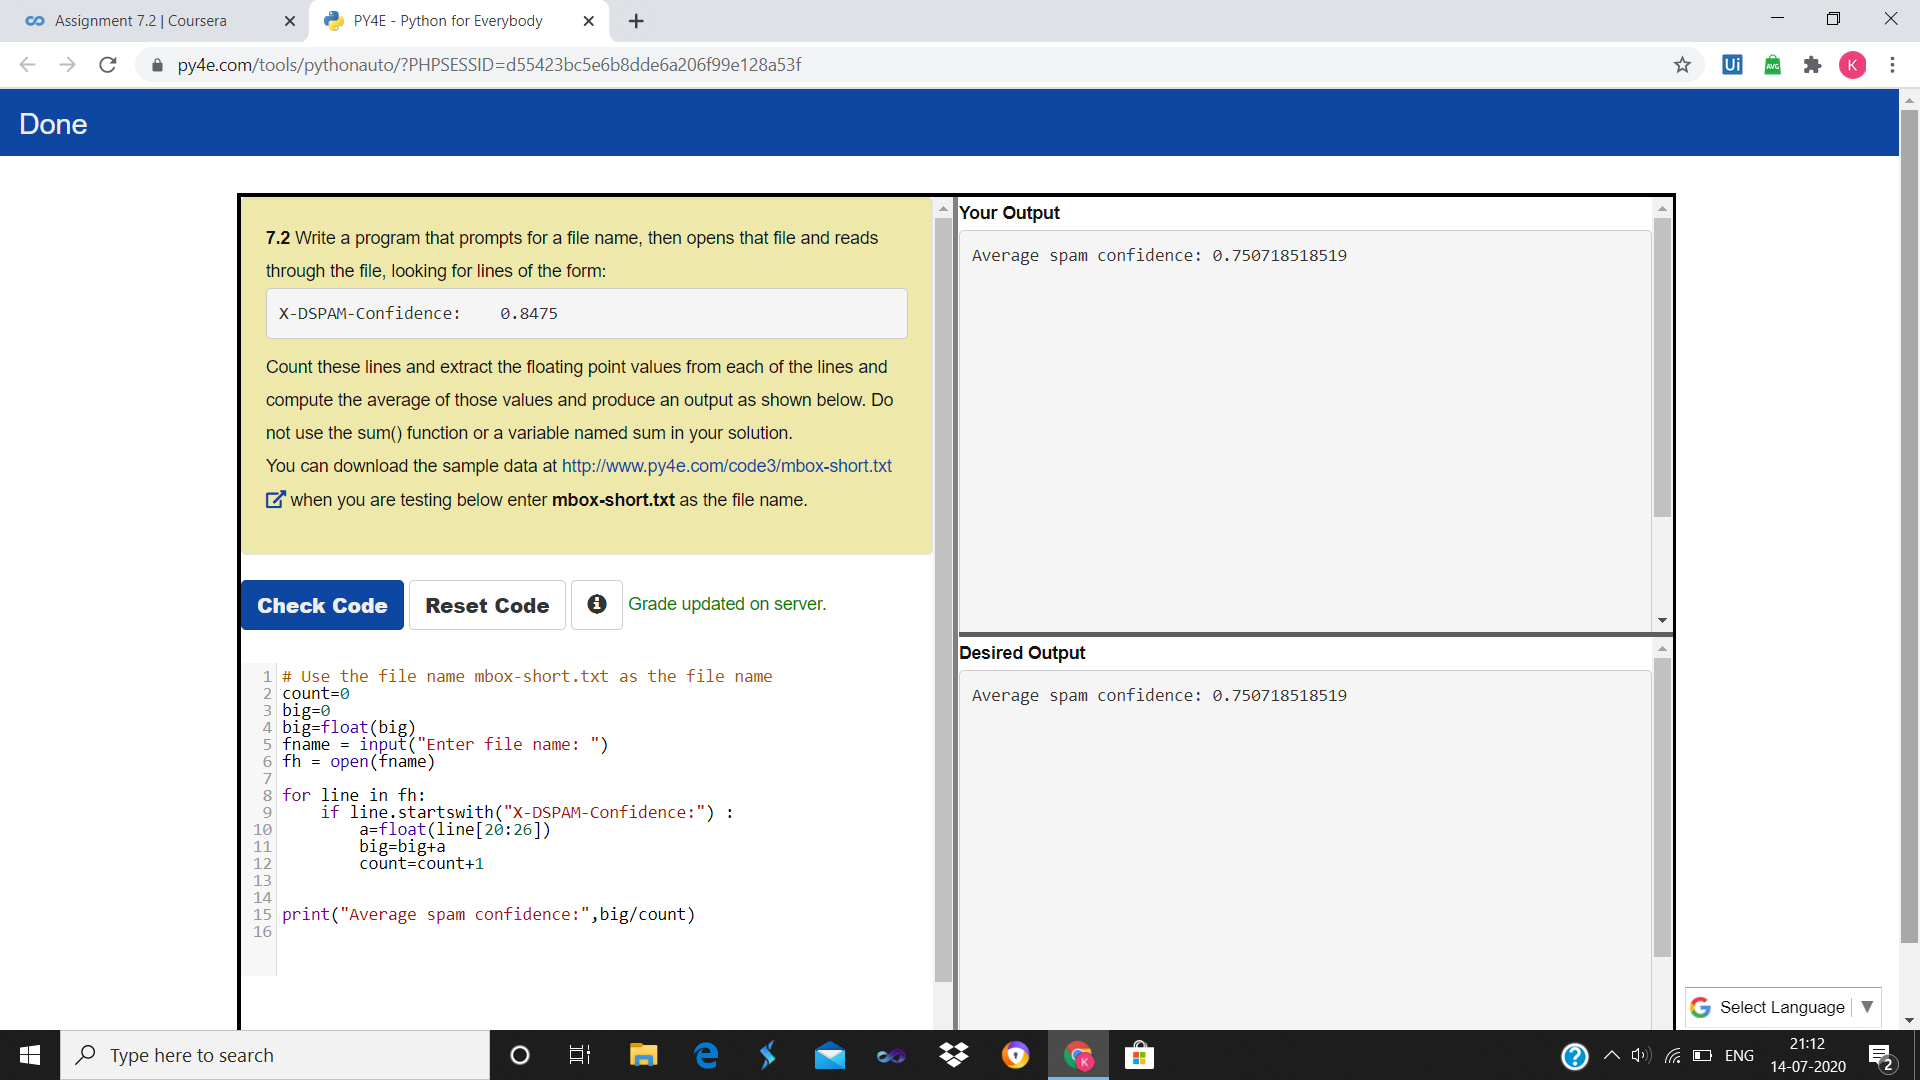 Assignment 7.2 | Coursera
PY4E - Python for Everybody
py4e.com/tools/pythonauto/?PHPSESSID=d55423bc5e6b8dde6a206f99e128a53f
Ui
AVG
K
Done
7.2 Write a program that prompts for a file name, then opens that file and reads
through the file, looking for lines of the form:
X-DSPAM-Confidence:    0.8475
Count these lines and extract the floating point values from each of the lines and
compute the average of those values and produce an output as shown below. Do
not use the sum() function or a variable named sum in your solution.
You can download the sample data at http://www.py4e.com/code3/mbox-short.txt
when you are testing below enter mbox-short.txt as the file name.
Check Code
Reset Code
Grade updated on server.
1 # Use the file name mbox-short.txt as the file name
2 count=0
3 big=0
4 big=float(big)
5 fname = input("Enter file name: ")
6 fh = open(fname)
7
8 for line in fh:
9     if line.startswith("X-DSPAM-Confidence:") :
10         a=float(line[20:26])
11         big=big+a
12         count=count+1
13
14
15 print("Average spam confidence:",big/count)
16
Your Output
Average spam confidence: 0.750718518519
Desired Output
Average spam confidence: 0.750718518519
G Select Language ▼
Type here to search
K
ENG
21:12
14-07-2020
2